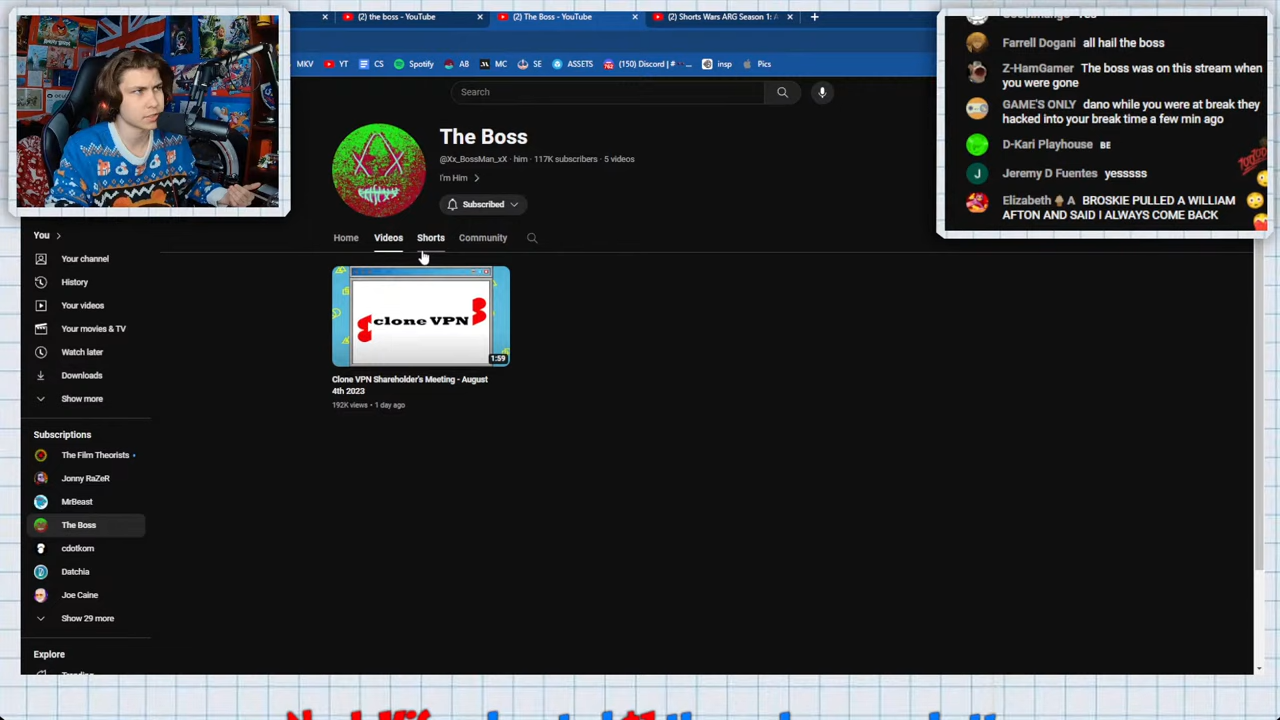 (2) the boss - YouTube
(2) The Boss - YouTube
(2) Shorts Wars ARG Season 1: A
MKV
YT
CS
Spotify
AB
MC
SE
ASSETS
(150) Discord | #
insp
Pics
Search
The Boss
@Xx_BossMan_xX · him · 117K subscribers · 5 videos
I'm Him
Subscribed
Home
Videos
Shorts
Community
clone VPN
1:59
Clone VPN Shareholder's Meeting - August
4th 2023
192K views • 1 day ago
You
Your channel
History
Your videos
Your movies & TV
Watch later
Downloads
Show more
Subscriptions
The Film Theorists
Jonny RaZeR
MrBeast
The Boss
cdotkom
Datchia
Joe Caine
Show 29 more
Explore
Farrell Dogani all hail the boss
Z-HamGamer The boss was on this stream when
you were gone
GAME'S ONLY dano while you were at break they
hacked into your break time a few min ago
D-Kari Playhouse BE
Jeremy D Fuentes yesssss
Elizabeth A BROSKIE PULLED A WILLIAM
AFTON AND SAID I ALWAYS COME BACK